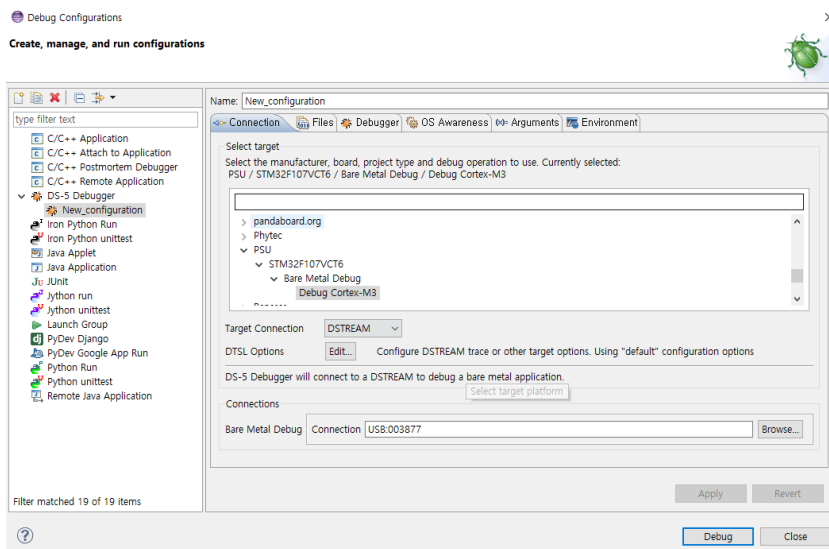 Debug Configurations
Create, manage, and run configurations
type filter text
C/C++ Application
C/C++ Attach to Application
C/C++ Postmortem Debugger
C/C++ Remote Application
DS-5 Debugger
New_configuration
Iron Python Run
Iron Python unittest
Java Applet
Java Application
Ju JUnit
Jython run
Jython unittest
Launch Group
dj PyDev Django
PyDev Google App Run
Python Run
Python unittest
Remote Java Application
Filter matched 19 of 19 items
Name: New_configuration
Connection Files Debugger OS Awareness (x)= Arguments Environment
Select target
Select the manufacturer, board, project type and debug operation to use. Currently selected:
PSU / STM32F107VCT6 / Bare Metal Debug / Debug Cortex-M3
pandaboard.org
Phytec
PSU
STM32F107VCT6
Bare Metal Debug
Debug Cortex-M3
Target Connection DSTREAM
DTSL Options Edit... Configure DSTREAM trace or other target options. Using "default" configuration options
DS-5 Debugger will connect to a DSTREAM to debug a bare metal application.
Select target platform
Connections
Bare Metal Debug Connection USB:003877 Browse...
Apply Revert
? Debug Close